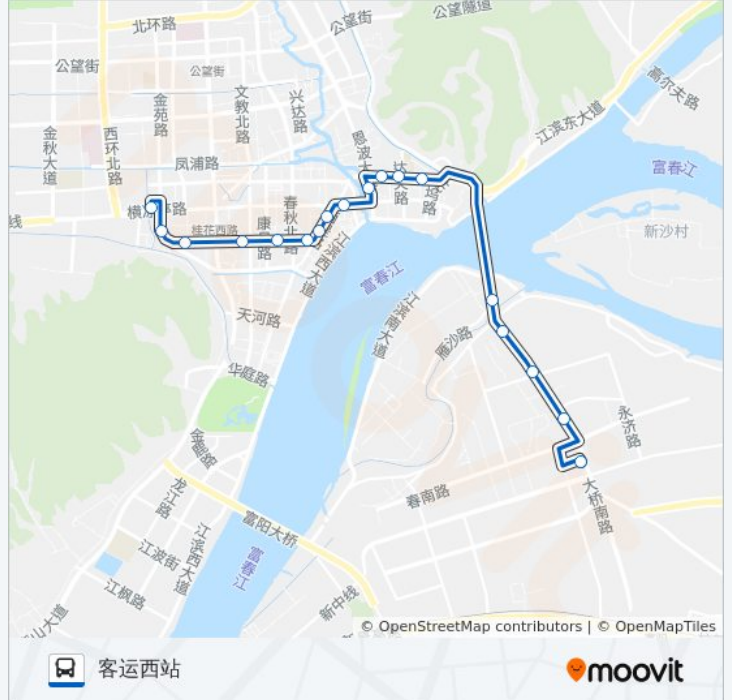 公望隧道
公望街
北环路
公望街
公望街
高尔夫路
文教北路
金苑路
兴达路
江滨东大道
金秋大道
西环北路
恩波大
凤浦路
富春江
春秋北路
线
桂花西路
新沙村
江滨西大道
富春江
江滨南大道
天河路
雁沙路
华庭路
永济路
春南路
大桥南路
龙江路
富阳大桥
江滨西大道
江波街
富春江
江枫路
新中线
© OpenStreetMap contributors | © OpenMapTiles
客运西站
moovit